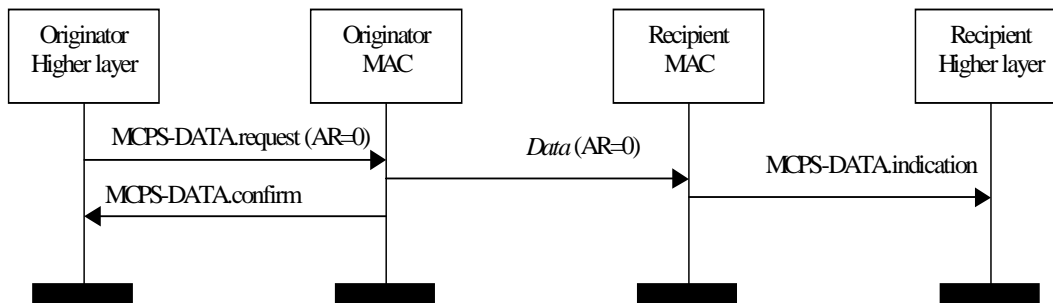 Originator
Higher layer
Originator
MAC
Recipient
MAC
Recipient
Higher layer
MCPS-DATA.request (AR=0)
Data (AR=0)
MCPS-DATA.indication
MCPS-DATA.confirm